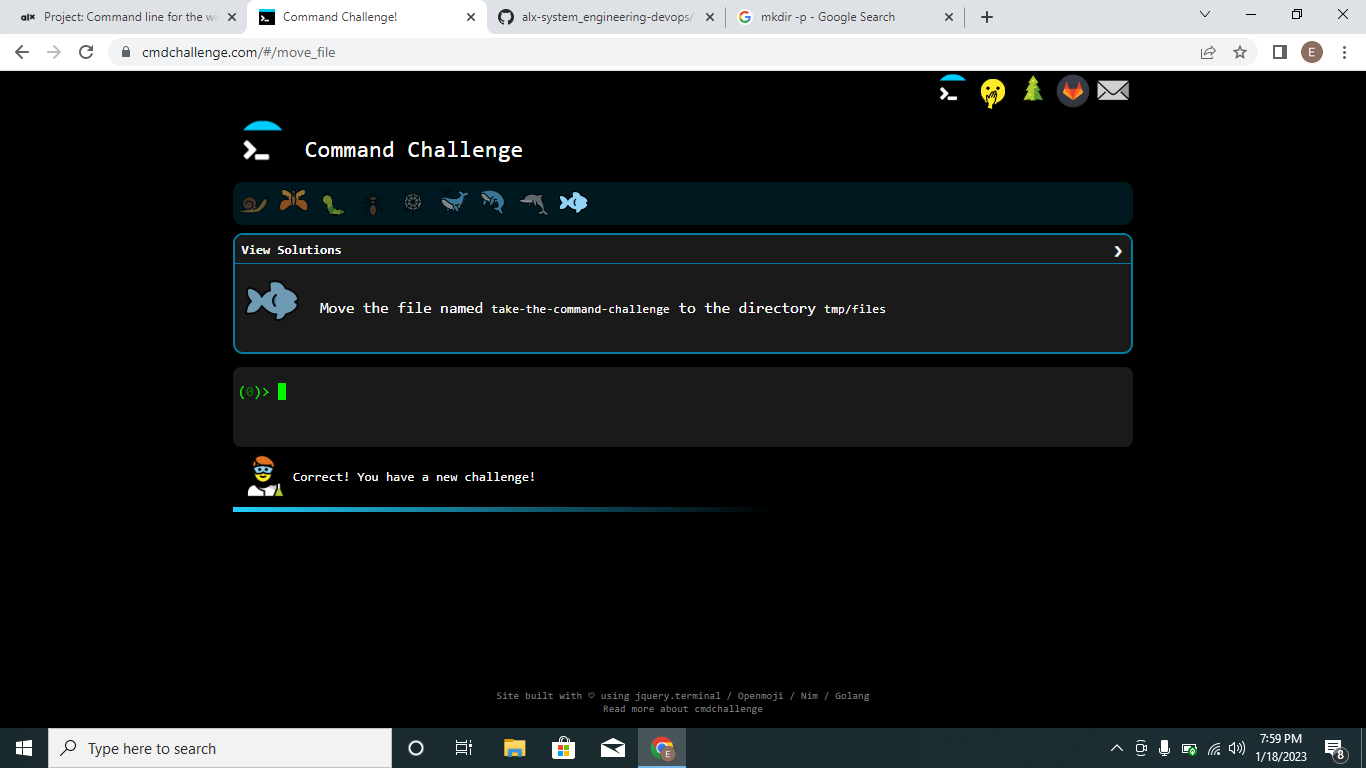 alx Project: Command line for the wi
Command Challenge!
alx-system_engineering-devops/
mkdir -p - Google Search
cmdchallenge.com/#/move_file
E
Command Challenge
View Solutions
Move the file named take-the-command-challenge to the directory tmp/files
(0)>
Correct! You have a new challenge!
Site built with ♡ using jquery.terminal / Openmoji / Nim / Golang
Read more about cmdchallenge
Type here to search
E
7:59 PM
1/18/2023
8